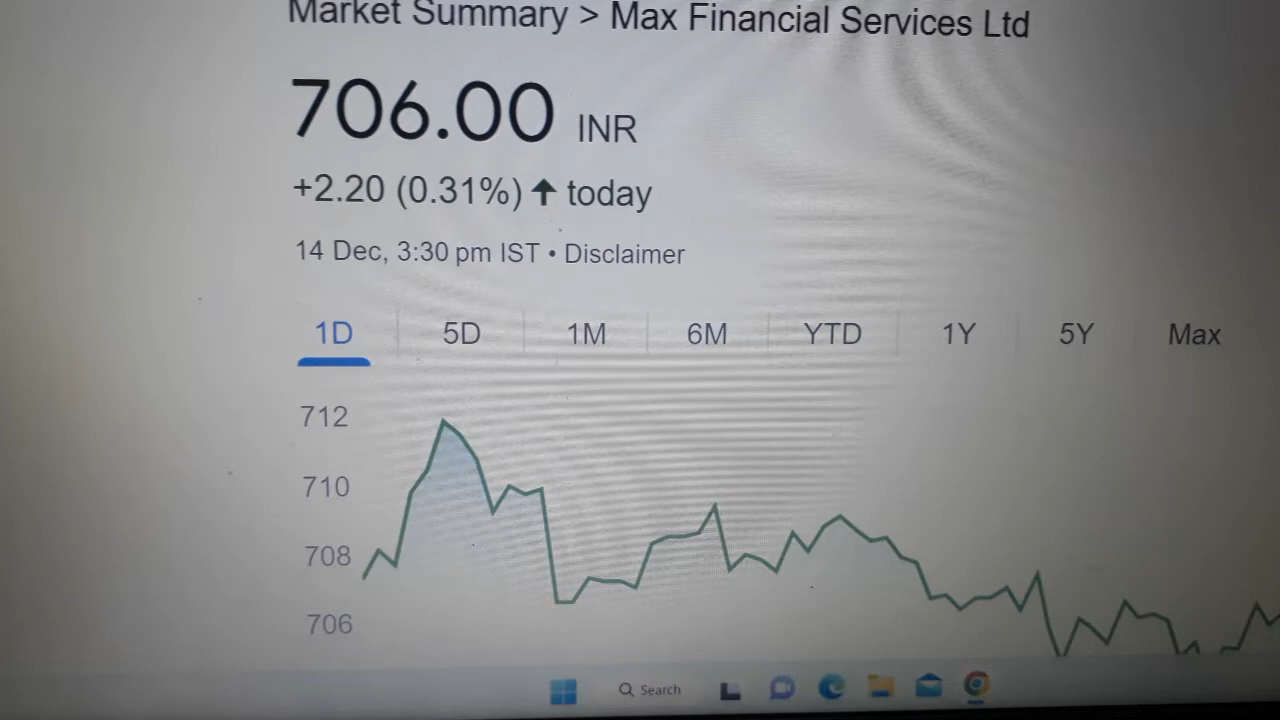 Market Summary > Max Financial Services Ltd
706.00 INR
+2.20 (0.31%) ↑ today
14 Dec, 3:30 pm IST • Disclaimer
1D 5D 1M 6M YTD 1Y 5Y Max
712
710
708
706
Search